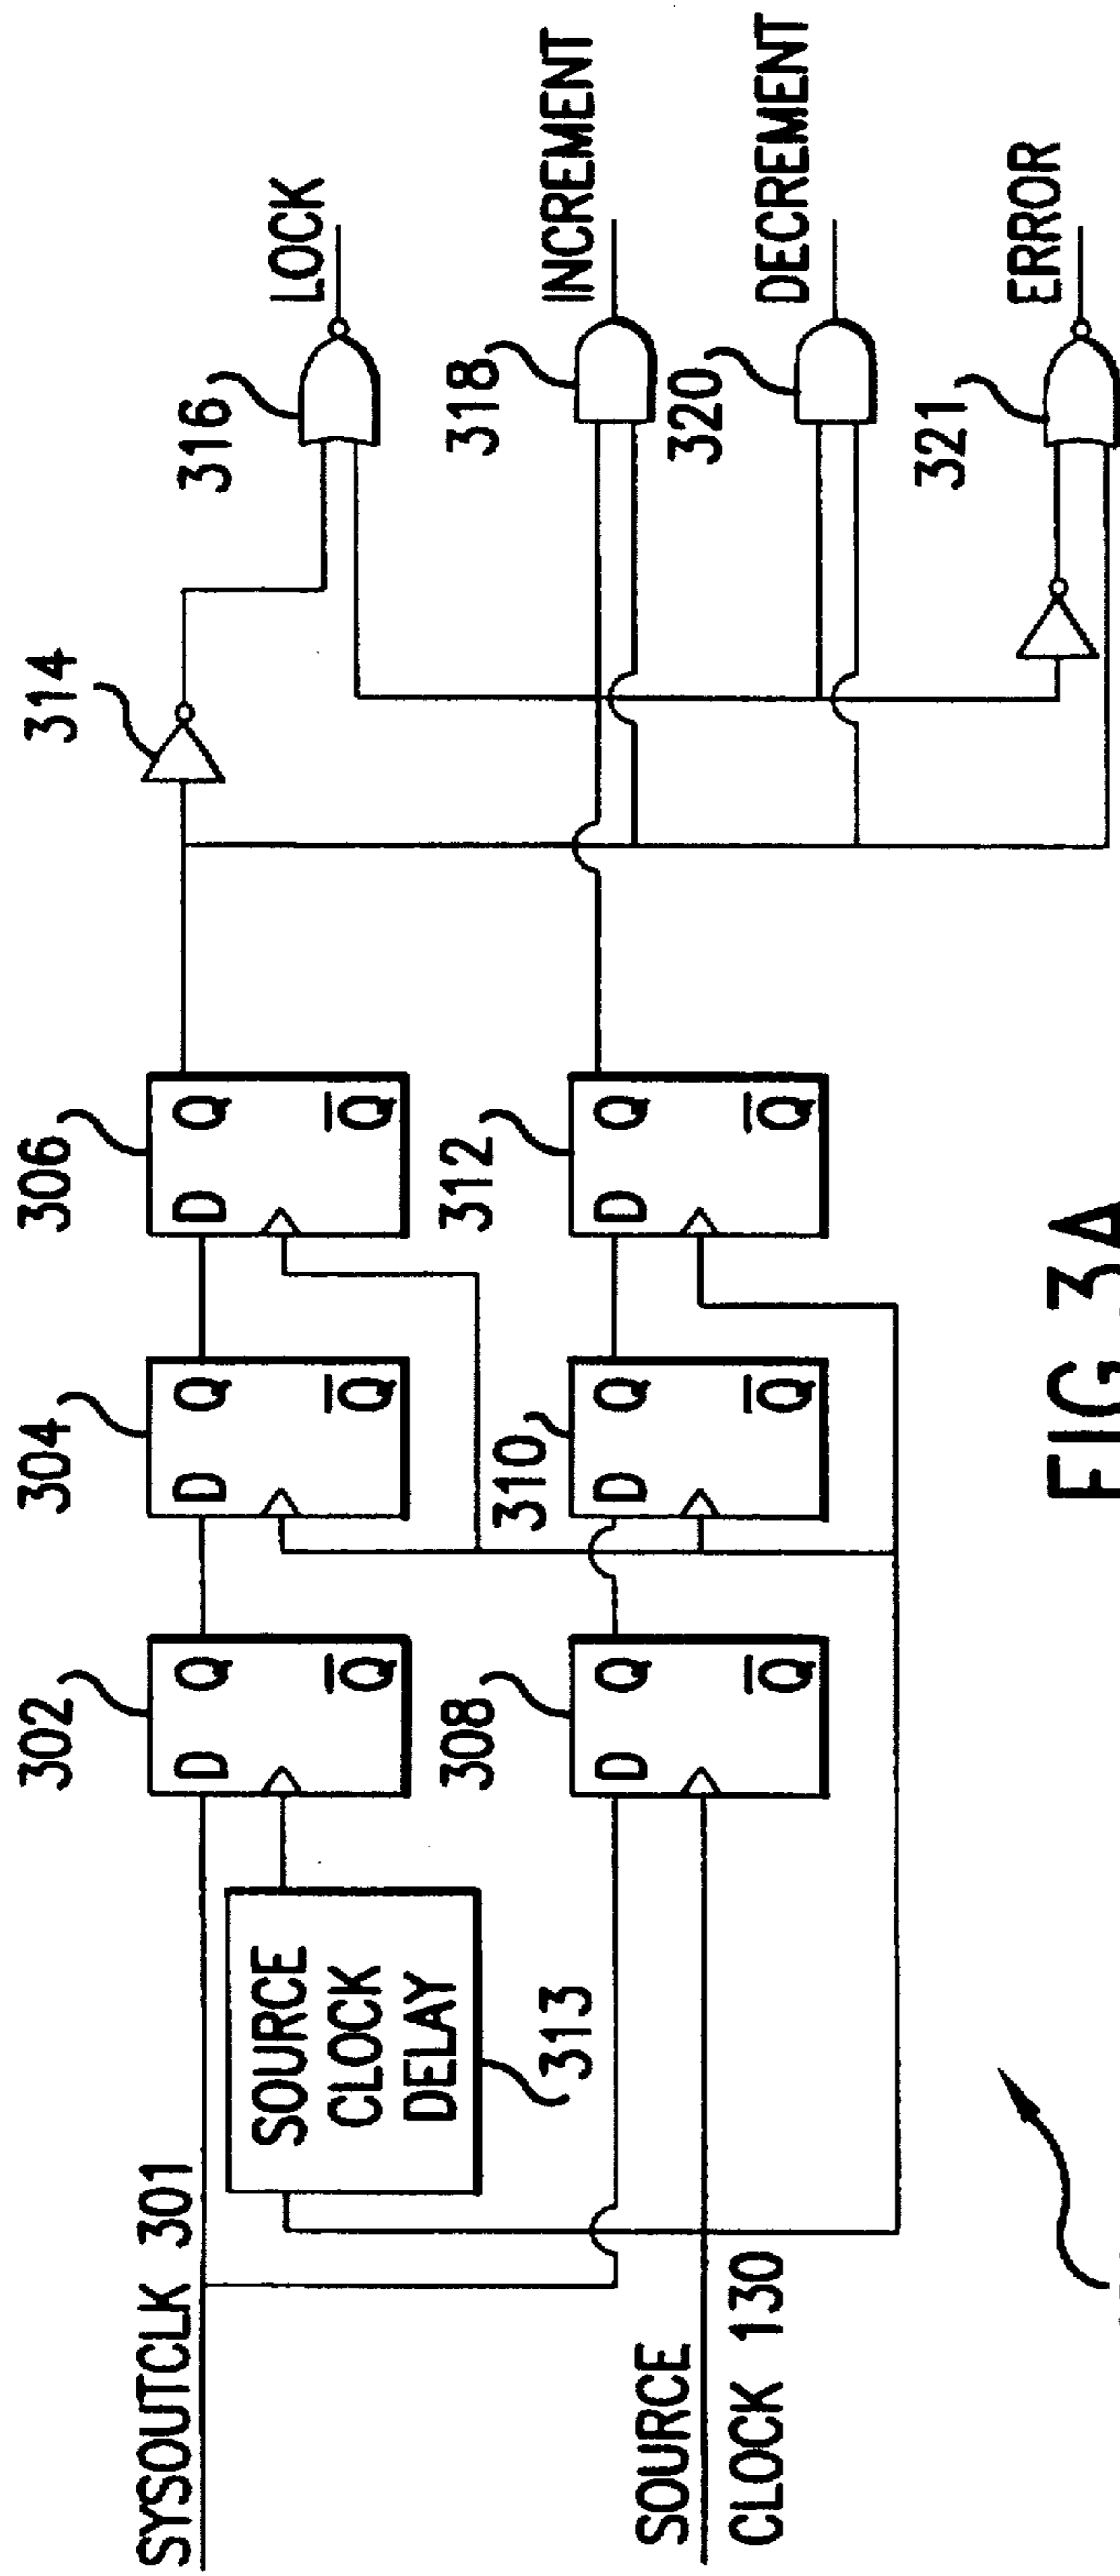 SYSOUTCLK 301
SOURCE
CLOCK 130
SOURCE
CLOCK
DELAY
313
302
D Q
Q̅
304
D Q
Q̅
306
D Q
Q̅
308
D Q
Q̅
310
D Q
Q̅
312
D Q
Q̅
314
316
LOCK
318
INCREMENT
320
DECREMENT
321
ERROR
FIG. 3A